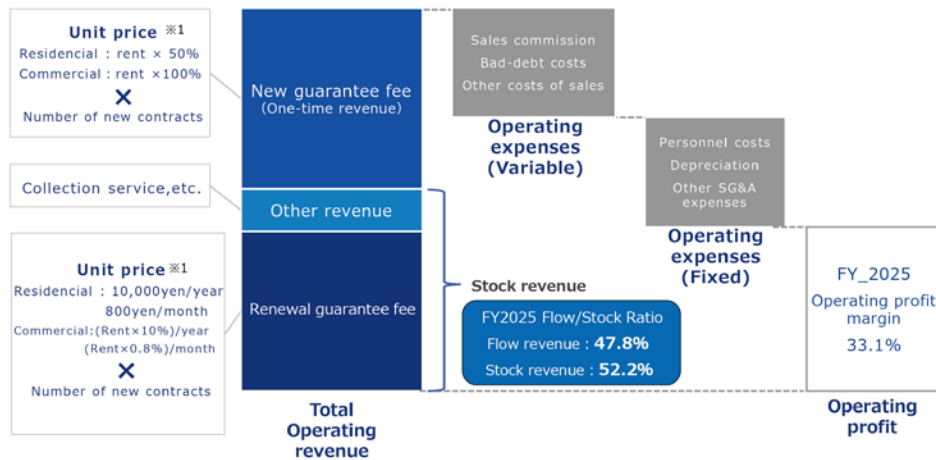 Unit price ※1
Residencial : rent × 50%
Commercial : rent ×100%
×
Number of new contracts
Collection service,etc.
Unit price ※1
Residencial : 10,000yen/year
800yen/month
Commercial:(Rent×10%)/year
(Rent×0.8%)/month
×
Number of new contracts
New guarantee fee
(One-time revenue)
Other revenue
Renewal guarantee fee
Total
Operating
revenue
Sales commission
Bad-debt costs
Other costs of sales
Operating
expenses
(Variable)
Personnel costs
Depreciation
Other SG&A
expenses
Operating
expenses
(Fixed)
Stock revenue
FY2025 Flow/Stock Ratio
Flow revenue : 47.8%
Stock revenue : 52.2%
FY_2025
Operating profit
margin
33.1%
Operating
profit